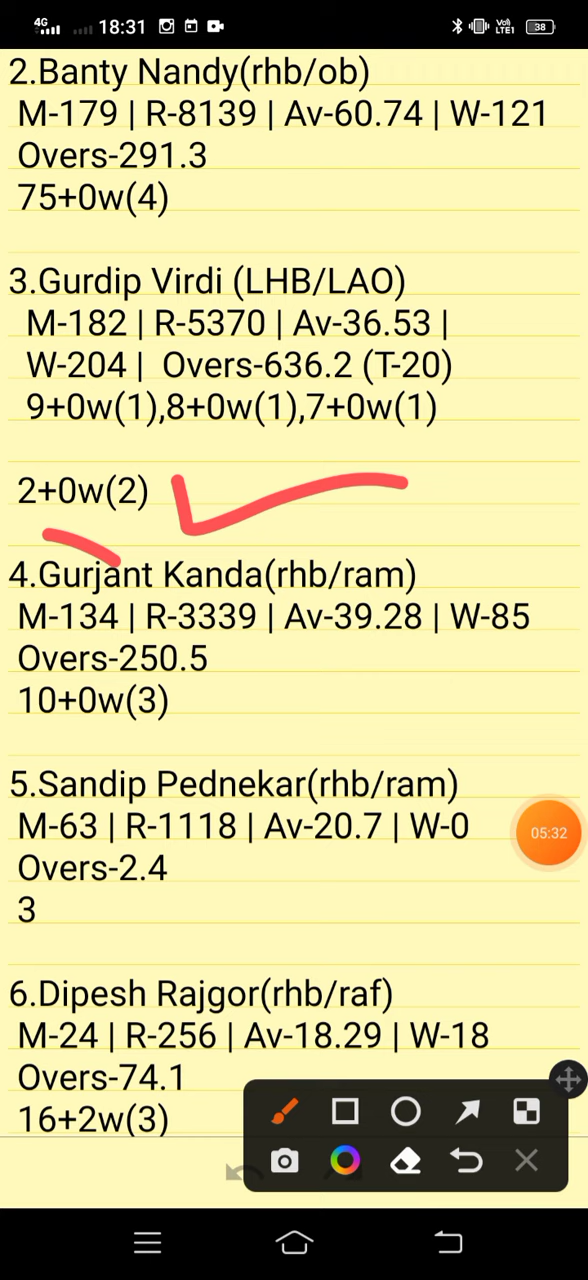 4G 18:31 Vo) LTE1 38
2.Banty Nandy(rhb/ob)
M-179 | R-8139 | Av-60.74 | W-121
Overs-291.3
75+0w(4)
3.Gurdip Virdi (LHB/LAO)
M-182 | R-5370 | Av-36.53 |
W-204 | Overs-636.2 (T-20)
9+0w(1),8+0w(1),7+0w(1)
2+0w(2)
4.Gurjant Kanda(rhb/ram)
M-134 | R-3339 | Av-39.28 | W-85
Overs-250.5
10+0w(3)
5.Sandip Pednekar(rhb/ram)
M-63 | R-1118 | Av-20.7 | W-0
05:32
Overs-2.4
3
6.Dipesh Rajgor(rhb/raf)
M-24 | R-256 | Av-18.29 | W-18
Overs-74.1
16+2w(3)